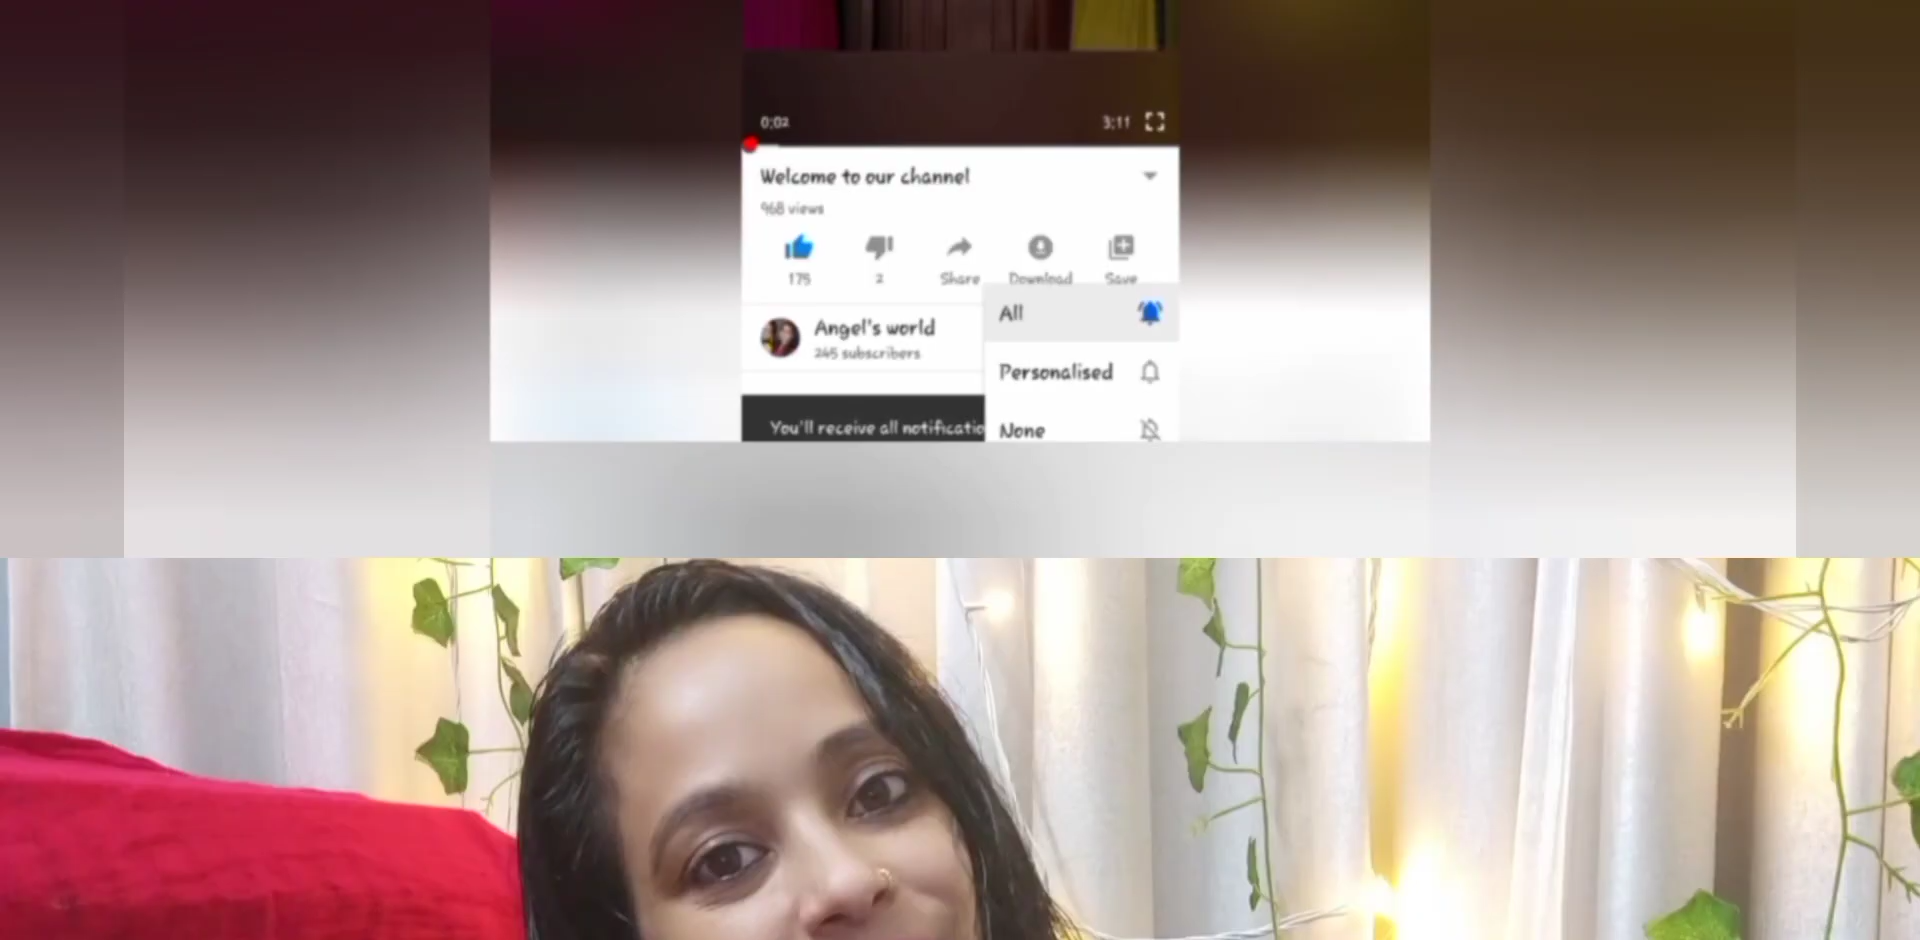 0:02 3:11
Welcome to our channel
968 views
175 2 Share Download Save
All
Angel's world
245 subscribers
Personalised
You'll receive all notificatio
None